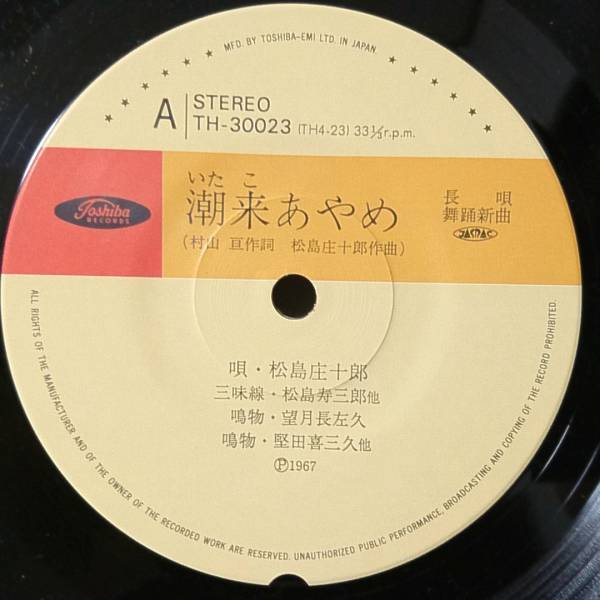 MFD. BY TOSHIBA-EMI LTD. IN JAPAN
A STEREO
TH-30023 (TH4-23) 33⅓ r.p.m.
Toshiba
RECORDS
いたこ
潮来あやめ
(村山 亘作詞 松島庄十郎作曲)
長唄
舞踊新曲
JASRAC
唄・松島庄十郎
三味線・松島寿三郎他
鳴物・望月長左久
鳴物・堅田喜三久他
Ⓟ1967
ALL RIGHTS OF THE MANUFACTURER AND OF THE OWNER OF THE RECORDED WORK ARE RESERVED. UNAUTHORIZED PUBLIC PERFORMANCE, BROADCASTING AND COPYING OF THE RECORD PROHIBITED.